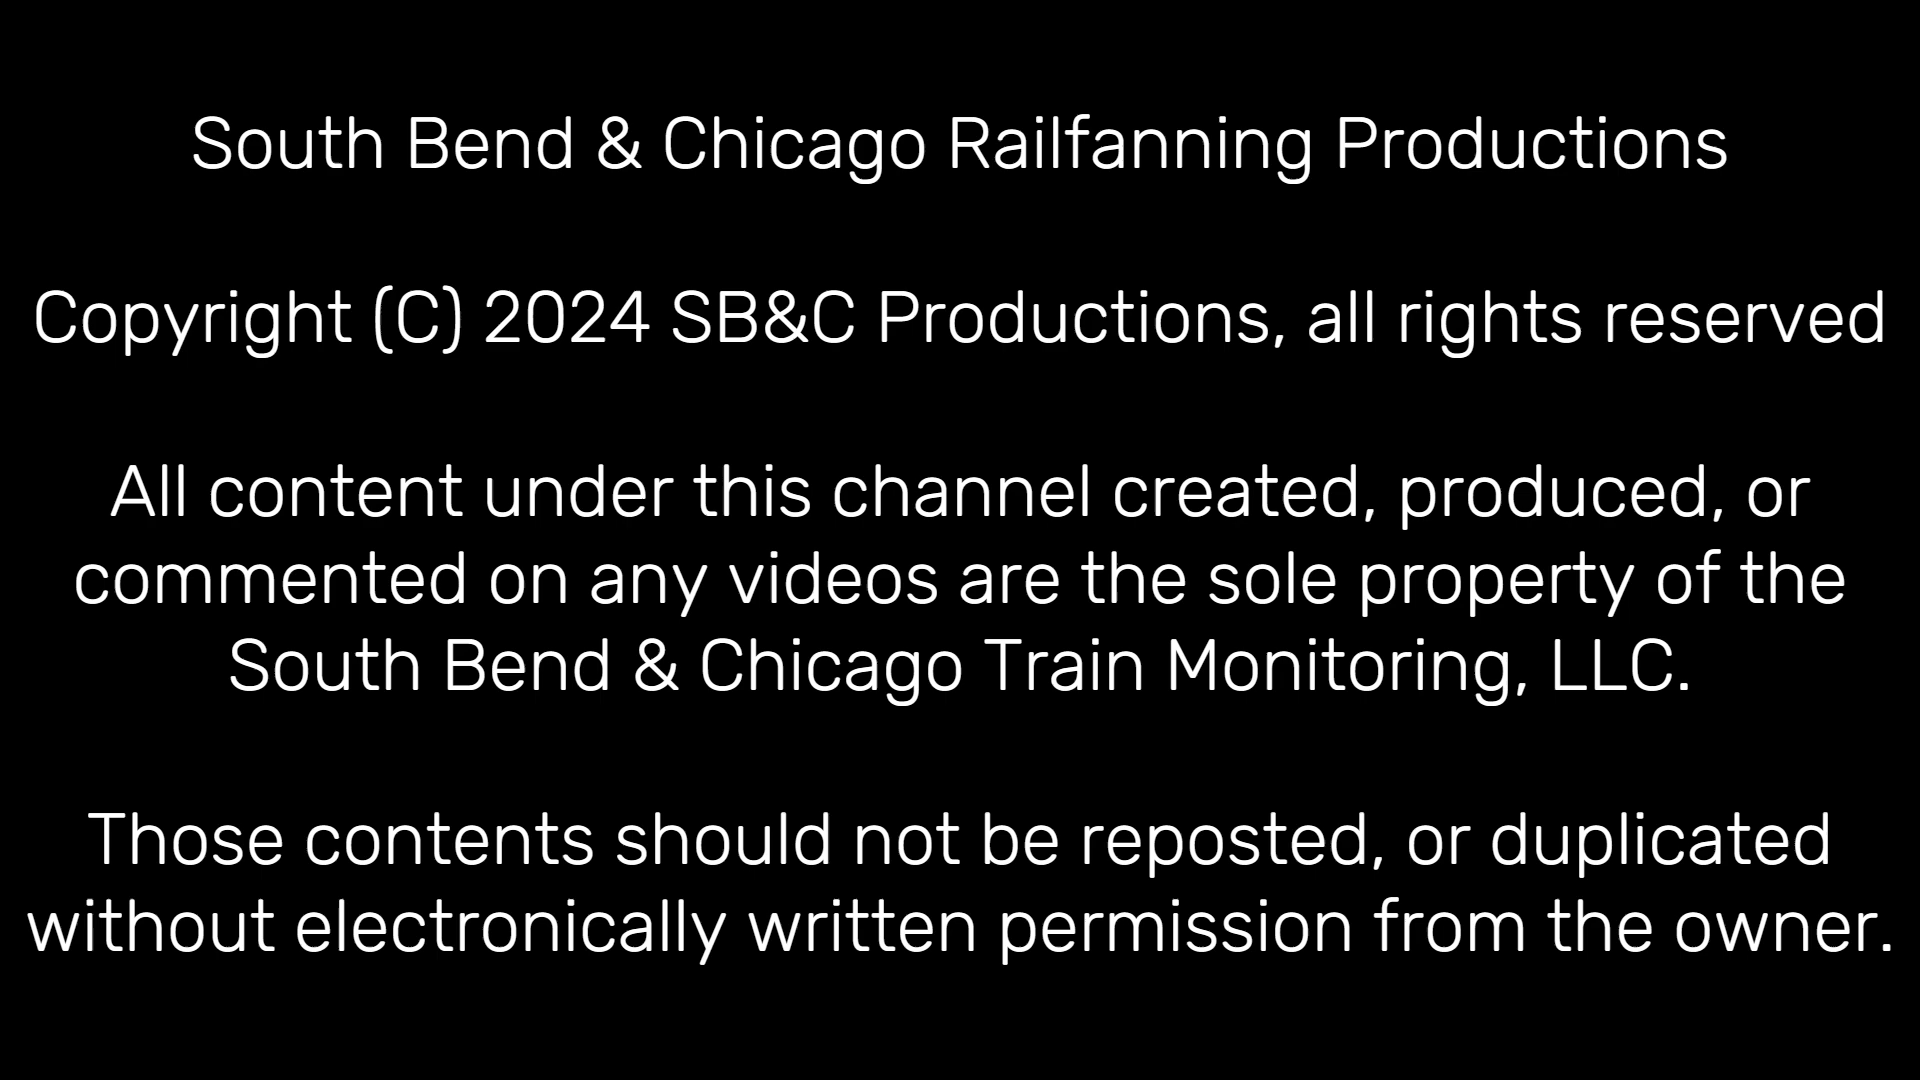 South Bend & Chicago Railfanning Productions
Copyright (C) 2024 SB&C Productions, all rights reserved
All content under this channel created, produced, or
commented on any videos are the sole property of the
South Bend & Chicago Train Monitoring, LLC.
Those contents should not be reposted, or duplicated
without electronically written permission from the owner.